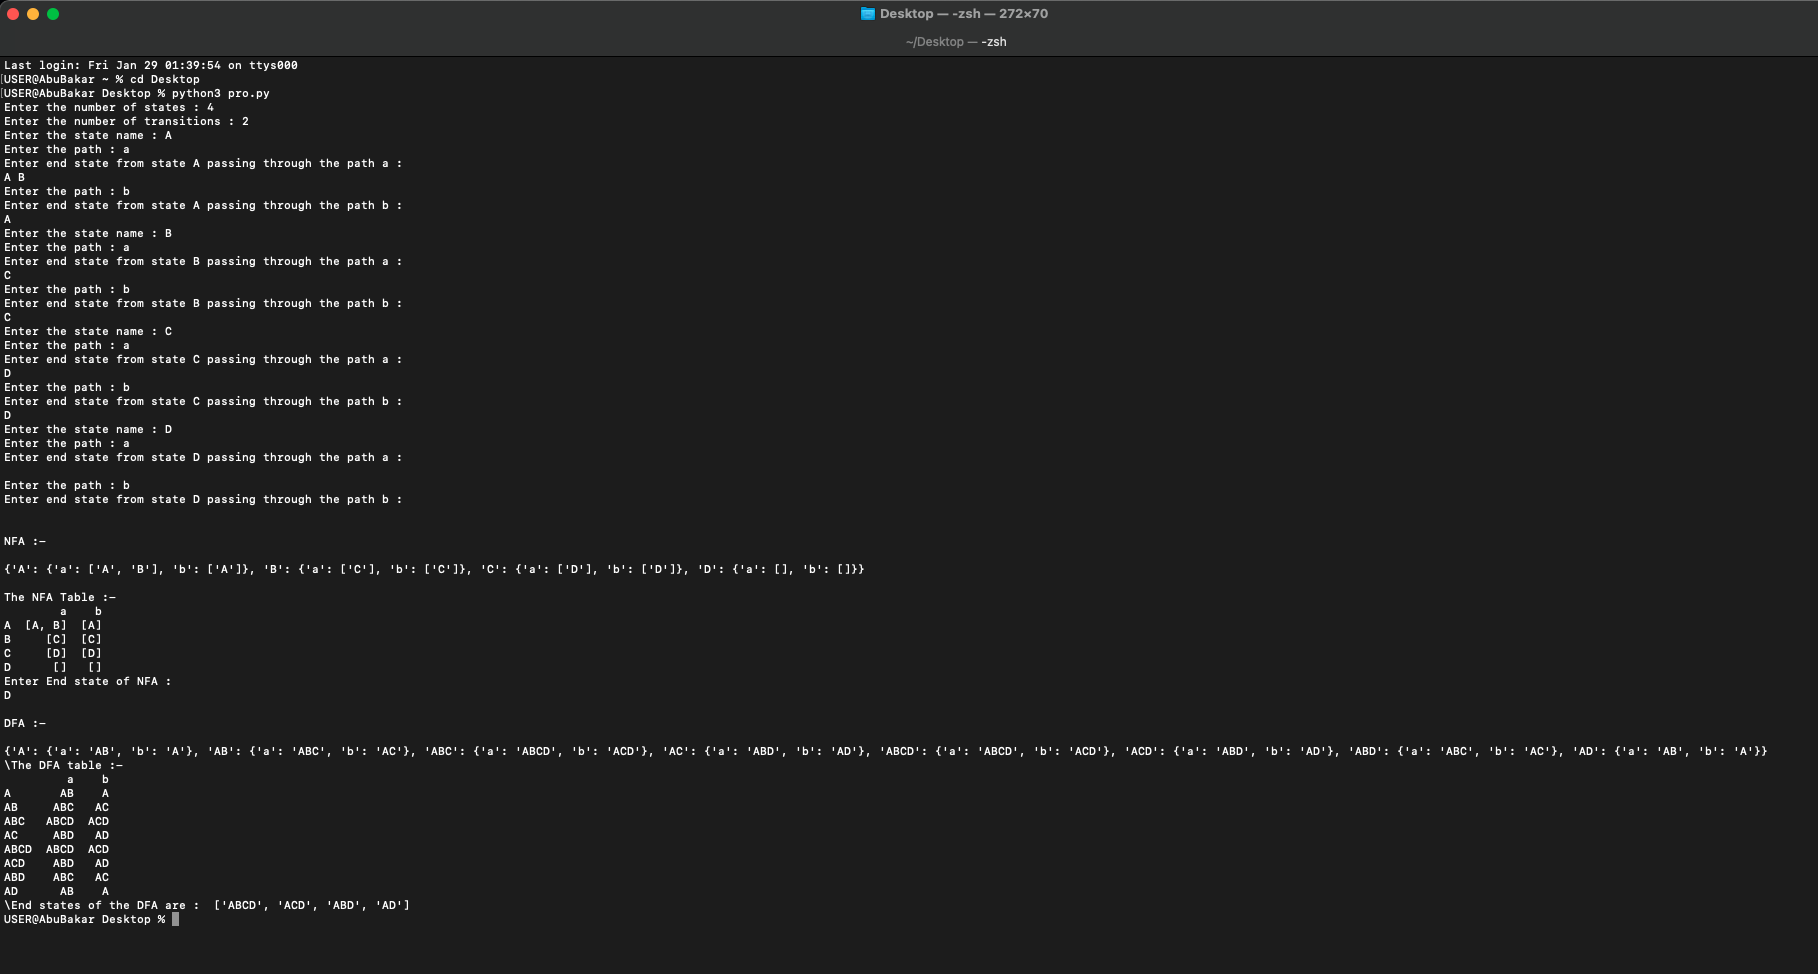 Desktop — -zsh — 272×70
~/Desktop — -zsh
Last login: Fri Jan 29 01:39:54 on ttys000
[USER@AbuBakar ~ % cd Desktop
[USER@AbuBakar Desktop % python3 pro.py
Enter the number of states : 4
Enter the number of transitions : 2
Enter the state name : A
Enter the path : a
Enter end state from state A passing through the path a :
A B
Enter the path : b
Enter end state from state A passing through the path b :
A
Enter the state name : B
Enter the path : a
Enter end state from state B passing through the path a :
C
Enter the path : b
Enter end state from state B passing through the path b :
C
Enter the state name : C
Enter the path : a
Enter end state from state C passing through the path a :
D
Enter the path : b
Enter end state from state C passing through the path b :
D
Enter the state name : D
Enter the path : a
Enter end state from state D passing through the path a :
Enter the path : b
Enter end state from state D passing through the path b :
NFA :-
{'A': {'a': ['A', 'B'], 'b': ['A']}, 'B': {'a': ['C'], 'b': ['C']}, 'C': {'a': ['D'], 'b': ['D']}, 'D': {'a': [], 'b': []}}
The NFA Table :-
        a    b
A  [A, B]  [A]
B     [C]  [C]
C     [D]  [D]
D      []   []
Enter End state of NFA :
D
DFA :-
{'A': {'a': 'AB', 'b': 'A'}, 'AB': {'a': 'ABC', 'b': 'AC'}, 'ABC': {'a': 'ABCD', 'b': 'ACD'}, 'AC': {'a': 'ABD', 'b': 'AD'}, 'ABCD': {'a': 'ABCD', 'b': 'ACD'}, 'ACD': {'a': 'ABD', 'b': 'AD'}, 'ABD': {'a': 'ABC', 'b': 'AC'}, 'AD': {'a': 'AB', 'b': 'A'}}
\The DFA table :-
         a    b
A       AB    A
AB     ABC   AC
ABC   ABCD  ACD
AC     ABD   AD
ABCD  ABCD  ACD
ACD    ABD   AD
ABD    ABC   AC
AD      AB    A
\End states of the DFA are :  ['ABCD', 'ACD', 'ABD', 'AD']
USER@AbuBakar Desktop %